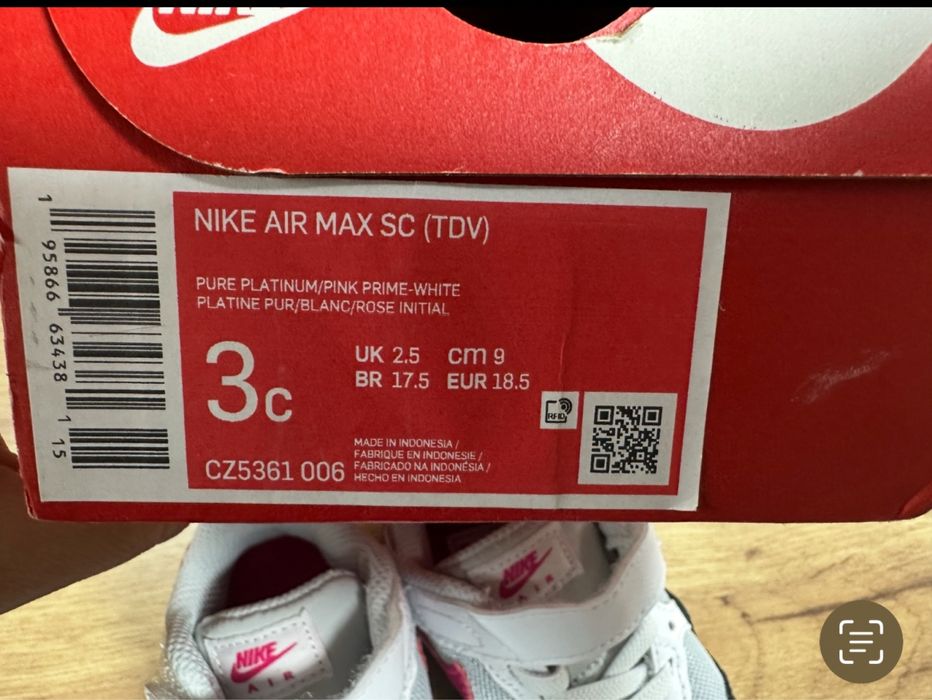 NIKE
NIKE AIR MAX SC (TDV)
PURE PLATINUM/PINK PRIME-WHITE
PLATINE PUR/BLANC/ROSE INITIAL
3C
UK 2.5 cm 9
BR 17.5 EUR 18.5
RFID
MADE IN INDONESIA /
FABRIQUE EN INDONESIE /
FABRICADO NA INDONÉSIA /
HECHO EN INDONESIA
CZ5361 006
1 95866 63438 1 15
NIKE
AIR
NIKE
AIR